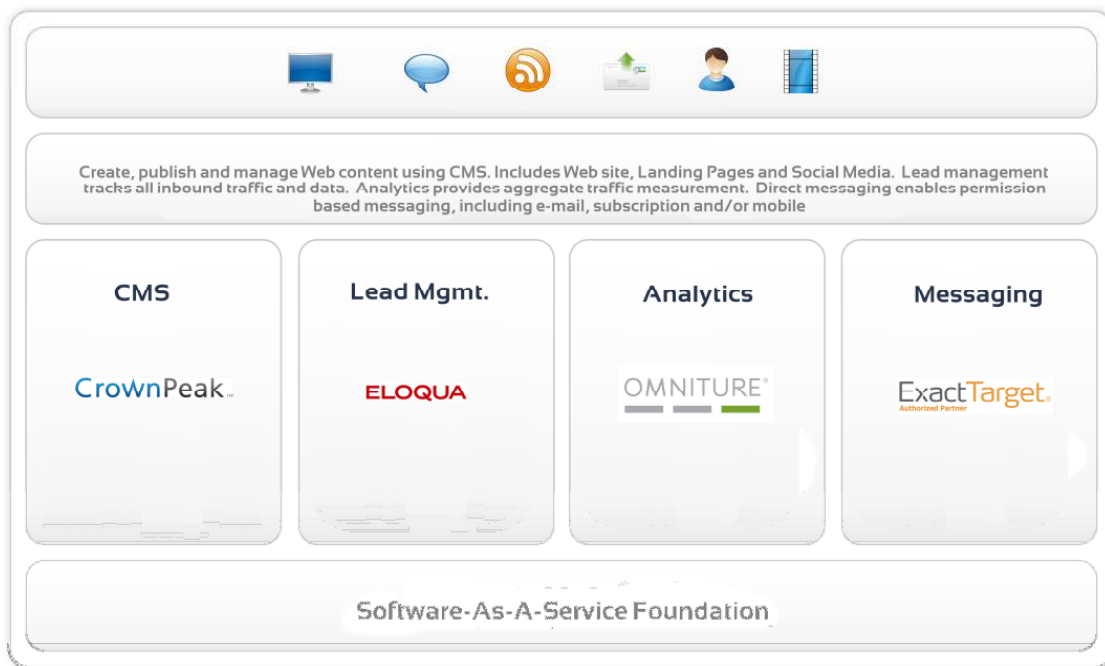 Create, publish and manage Web content using CMS. Includes Web site, Landing Pages and Social Media. Lead management
tracks all inbound traffic and data. Analytics provides aggregate traffic measurement. Direct messaging enables permission
based messaging, including e-mail, subscription and/or mobile
CMS
Lead Mgmt.
Analytics
Messaging
CrownPeak™
ELOQUA
OMNITURE®
ExactTarget®
Authorized Partner
Software-As-A-Service Foundation